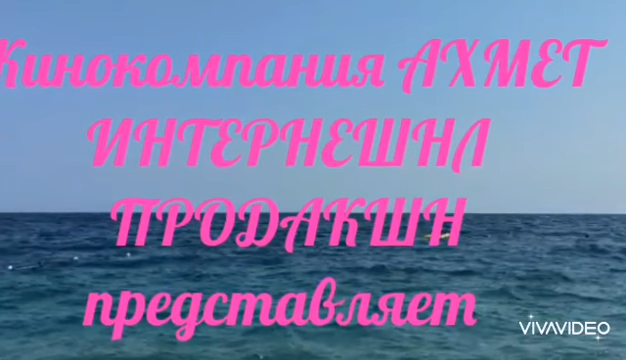 Кинокомпания АХМЕТ
ИНТЕРНЕШНЛ
ПРОДАКШН
представляет
VIVAVIDEO